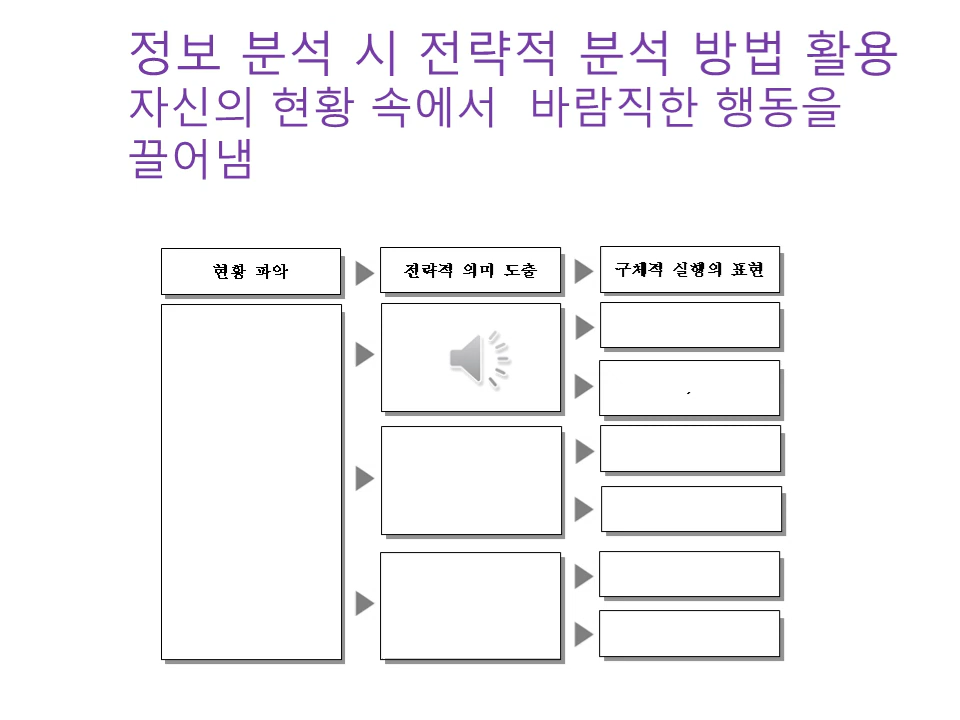 정보 분석 시 전략적 분석 방법 활용
자신의 현황 속에서 바람직한 행동을
끌어냄
현황 파악
전략적 의미 도출
구체적 실행의 표현
,